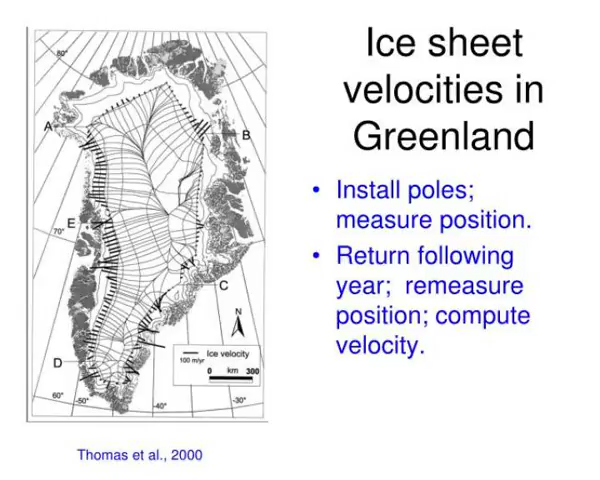 Ice sheet
velocities in
Greenland
• Install poles;
measure position.
• Return following
year; remeasure
position; compute
velocity.
80°
A
B
E
70°
C
N
D
Ice velocity
100 m/yr
0 km 300
60°
-50°
-40°
-30°
Thomas et al., 2000